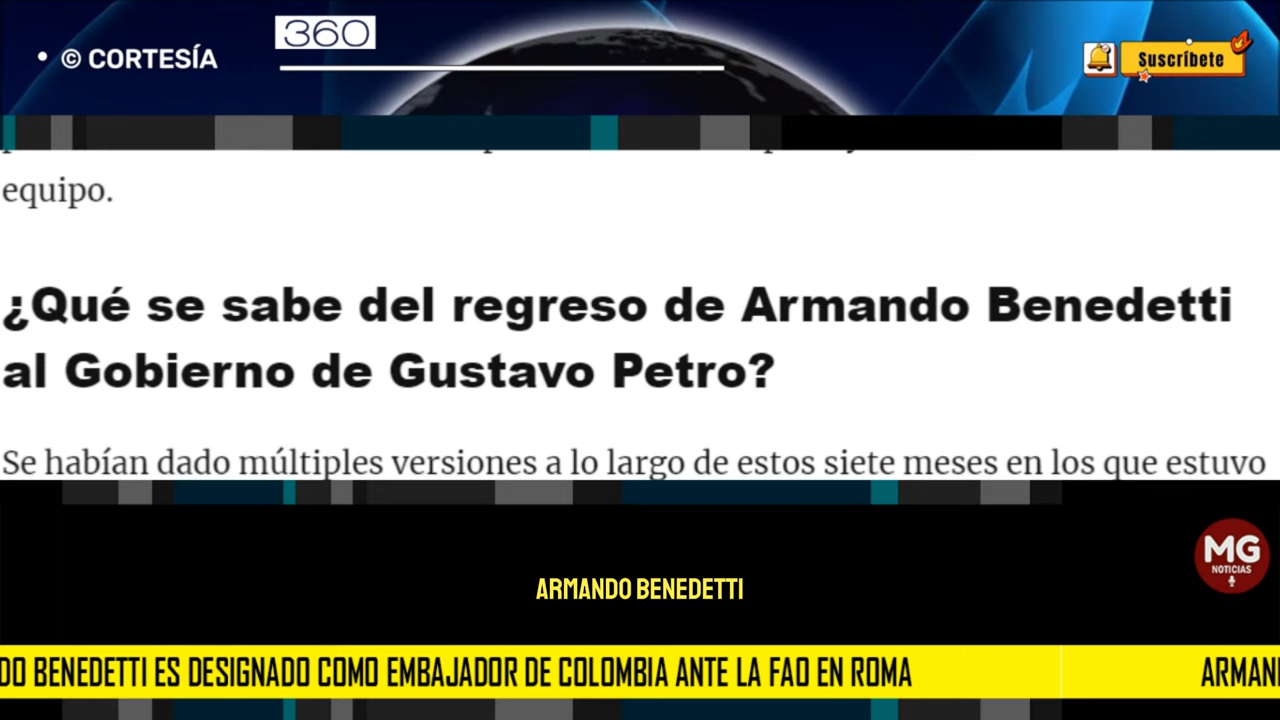 360
• © CORTESÍA
Suscríbete
equipo.
¿Qué se sabe del regreso de Armando Benedetti
al Gobierno de Gustavo Petro?
Se habían dado múltiples versiones a lo largo de estos siete meses en los que estuvo
MG
NOTICIAS
ARMANDO BENEDETTI
DO BENEDETTI ES DESIGNADO COMO EMBAJADOR DE COLOMBIA ANTE LA FAO EN ROMA
ARMAN